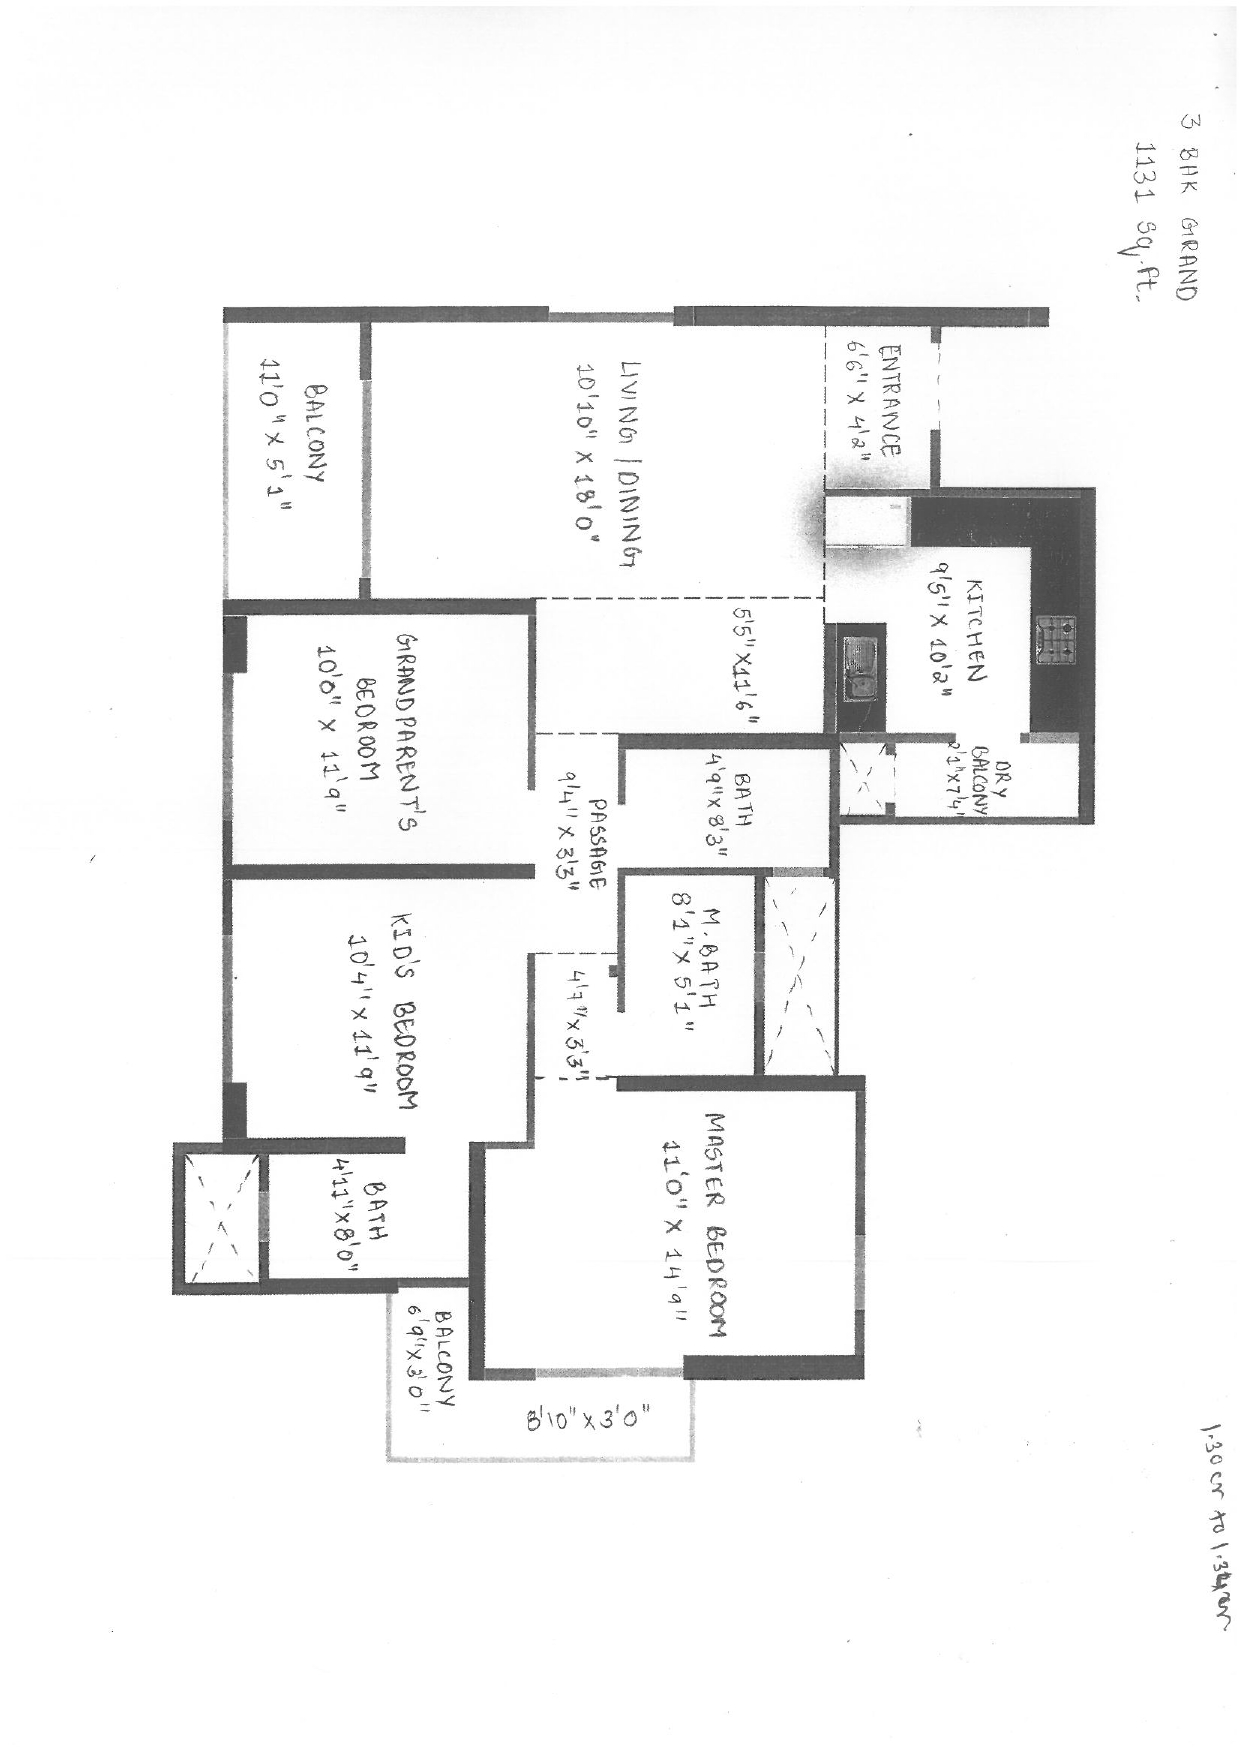 3 BHK GRAND
1131 Sq.ft.
ENTRANCE
6'6" X 4'2"
LIVING / DINING
10'10" X 18'0"
BALCONY
11'0" X 5'1"
KITCHEN
9'5" X 10'2"
5'5" X 11'6"
GRANDPARENT'S
BEDROOM
10'0" X 11'9"
DRY
BALCONY
2'1" X 7'4"
BATH
4'9" X 8'3"
PASSAGE
9'4" X 3'3"
M. BATH
8'1" X 5'1"
4'7" X 3'3"
KID'S BEDROOM
10'4" X 11'9"
MASTER BEDROOM
11'0" X 14'9"
BATH
4'11" X 8'0"
BALCONY
6'9" X 3'0"
8'10" X 3'0"
1.30 cr to 1.34 cr